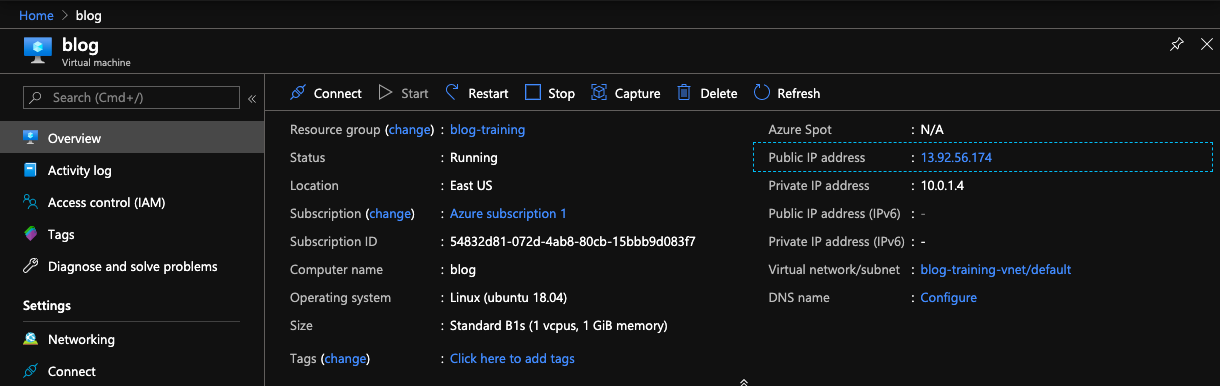 Home > blog
blog
Virtual machine
Search (Cmd+/)
«
Overview
Activity log
Access control (IAM)
Tags
Diagnose and solve problems
Settings
Networking
Connect
Connect Start Restart Stop Capture Delete Refresh
Resource group (change) : blog-training
Status : Running
Location : East US
Subscription (change) : Azure subscription 1
Subscription ID : 54832d81-072d-4ab8-80cb-15bbb9d083f7
Computer name : blog
Operating system : Linux (ubuntu 18.04)
Size : Standard B1s (1 vcpus, 1 GiB memory)
Tags (change) : Click here to add tags
Azure Spot : N/A
Public IP address : 13.92.56.174
Private IP address : 10.0.1.4
Public IP address (IPv6) : -
Private IP address (IPv6) : -
Virtual network/subnet : blog-training-vnet/default
DNS name : Configure